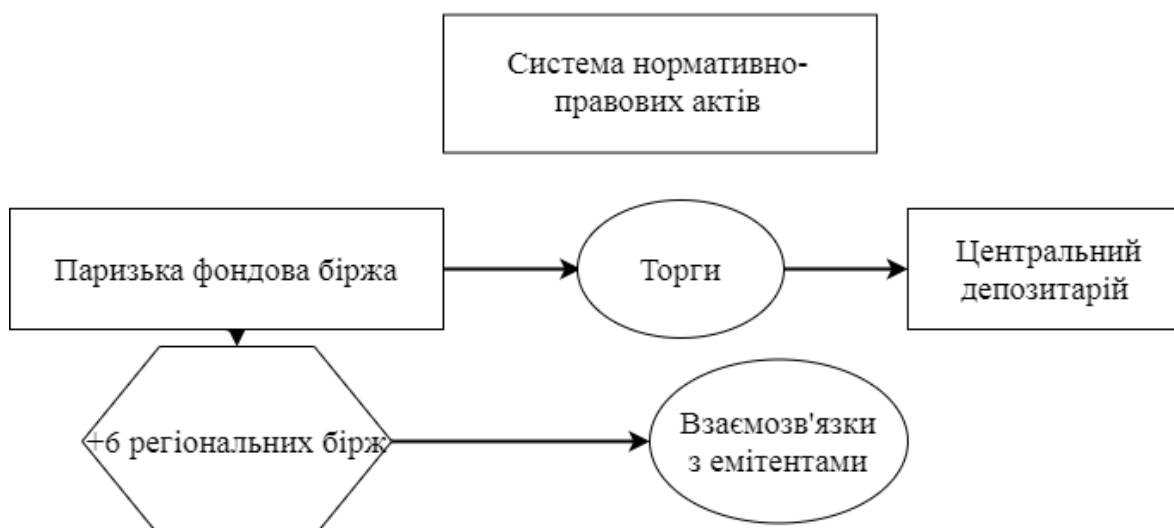 Система нормативно-
правових актів
Паризька фондова біржа
Торги
Центральний
депозитарій
+6 регіональних бірж
Взаємозв'язки
з емітентами